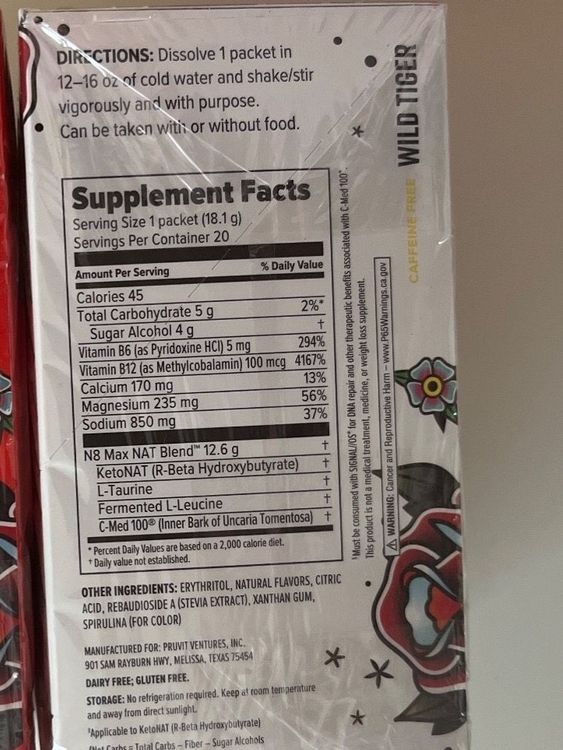 DIRECTIONS: Dissolve 1 packet in
12–16 oz of cold water and shake/stir
vigorously and with purpose.
Can be taken with or without food.
Supplement Facts
Serving Size 1 packet (18.1 g)
Servings Per Container 20
Amount Per Serving % Daily Value
Calories 45
Total Carbohydrate 5 g 2%*
Sugar Alcohol 4 g †
Vitamin B6 (as Pyridoxine HCl) 5 mg 294%
Vitamin B12 (as Methylcobalamin) 100 mcg 4167%
Calcium 170 mg 13%
Magnesium 235 mg 56%
Sodium 850 mg 37%
N8 Max NAT Blend™ 12.6 g †
KetoNAT (R-Beta Hydroxybutyrate) †
L-Taurine †
Fermented L-Leucine †
C-Med 100® (Inner Bark of Uncaria Tomentosa) †
* Percent Daily Values are based on a 2,000 calorie diet.
† Daily value not established.
OTHER INGREDIENTS: ERYTHRITOL, NATURAL FLAVORS, CITRIC
ACID, REBAUDIOSIDE A (STEVIA EXTRACT), XANTHAN GUM,
SPIRULINA (FOR COLOR)
MANUFACTURED FOR: PRUVIT VENTURES, INC.
901 SAM RAYBURN HWY, MELISSA, TEXAS 75454
DAIRY FREE; GLUTEN FREE.
STORAGE: No refrigeration required. Keep at room temperature
and away from direct sunlight.
¹Applicable to KetoNAT (R-Beta Hydroxybutyrate)
(Net Carbs = Total Carbs – Fiber – Sugar Alcohols
¹Must be consumed with SIGNAL//OS® for DNA repair and other therapeutic benefits associated with C-Med 100®.
This product is not a medical treatment, medicine, or weight loss supplement.
WARNING: Cancer and Reproductive Harm – www.P65Warnings.ca.gov
CAFFEINE FREE WILD TIGER